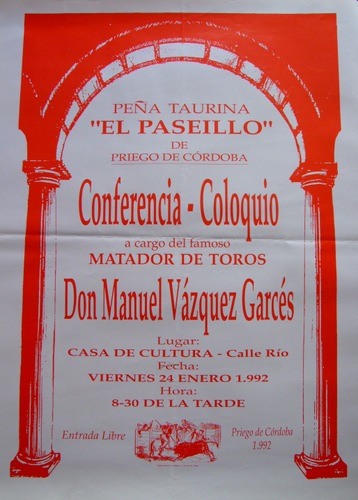 PEÑA TAURINA
"EL PASEILLO"
DE
PRIEGO DE CÓRDOBA
Conferencia - Coloquio
a cargo del famoso
MATADOR DE TOROS
Don Manuel Vázquez Garcés
Lugar:
CASA DE CULTURA - Calle Río
Fecha:
VIERNES 24 ENERO 1.992
Hora:
8-30 DE LA TARDE
Entrada Libre
Priego de Córdoba
1.992